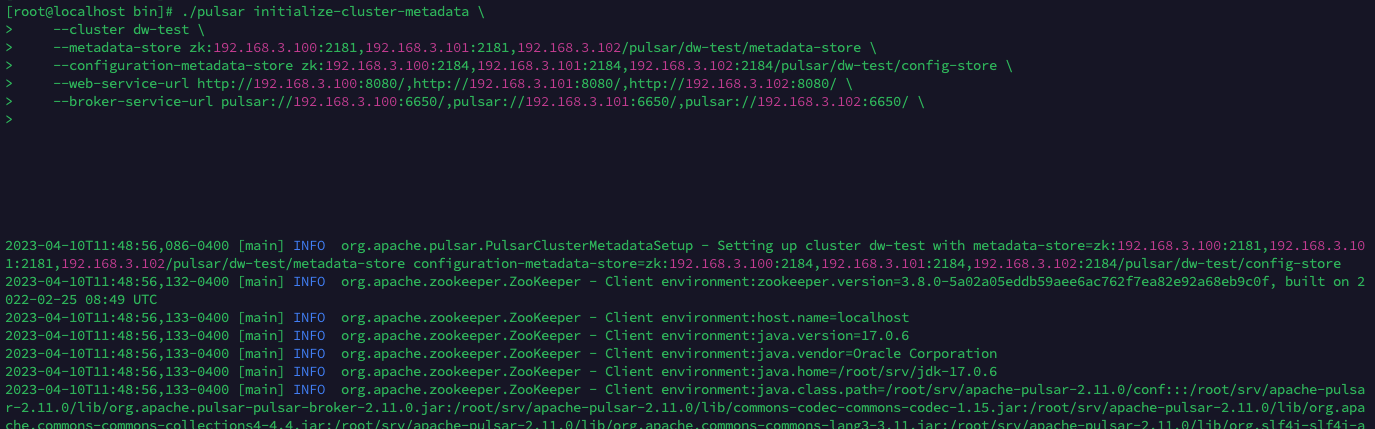 [root@localhost bin]# ./pulsar initialize-cluster-metadata \
>     --cluster dw-test \
>     --metadata-store zk:192.168.3.100:2181,192.168.3.101:2181,192.168.3.102/pulsar/dw-test/metadata-store \
>     --configuration-metadata-store zk:192.168.3.100:2184,192.168.3.101:2184,192.168.3.102:2184/pulsar/dw-test/config-store \
>     --web-service-url http://192.168.3.100:8080/,http://192.168.3.101:8080/,http://192.168.3.102:8080/ \
>     --broker-service-url pulsar://192.168.3.100:6650/,pulsar://192.168.3.101:6650/,pulsar://192.168.3.102:6650/ \
>
2023-04-10T11:48:56,086-0400 [main] INFO  org.apache.pulsar.PulsarClusterMetadataSetup - Setting up cluster dw-test with metadata-store=zk:192.168.3.100:2181,192.168.3.10
1:2181,192.168.3.102/pulsar/dw-test/metadata-store configuration-metadata-store=zk:192.168.3.100:2184,192.168.3.101:2184,192.168.3.102:2184/pulsar/dw-test/config-store
2023-04-10T11:48:56,132-0400 [main] INFO  org.apache.zookeeper.ZooKeeper - Client environment:zookeeper.version=3.8.0-5a02a05eddb59aee6ac762f7ea82e92a68eb9c0f, built on 2
022-02-25 08:49 UTC
2023-04-10T11:48:56,133-0400 [main] INFO  org.apache.zookeeper.ZooKeeper - Client environment:host.name=localhost
2023-04-10T11:48:56,133-0400 [main] INFO  org.apache.zookeeper.ZooKeeper - Client environment:java.version=17.0.6
2023-04-10T11:48:56,133-0400 [main] INFO  org.apache.zookeeper.ZooKeeper - Client environment:java.vendor=Oracle Corporation
2023-04-10T11:48:56,133-0400 [main] INFO  org.apache.zookeeper.ZooKeeper - Client environment:java.home=/root/srv/jdk-17.0.6
2023-04-10T11:48:56,133-0400 [main] INFO  org.apache.zookeeper.ZooKeeper - Client environment:java.class.path=/root/srv/apache-pulsar-2.11.0/conf:::/root/srv/apache-pulsa
r-2.11.0/lib/org.apache.pulsar-pulsar-broker-2.11.0.jar:/root/srv/apache-pulsar-2.11.0/lib/commons-codec-commons-codec-1.15.jar:/root/srv/apache-pulsar-2.11.0/lib/org.apa
che.commons-commons-collections4-4.4.jar:/root/srv/apache-pulsar-2.11.0/lib/org.apache.commons-commons-lang3-3.11.jar:/root/srv/apache-pulsar-2.11.0/lib/org.slf4j-slf4j-a